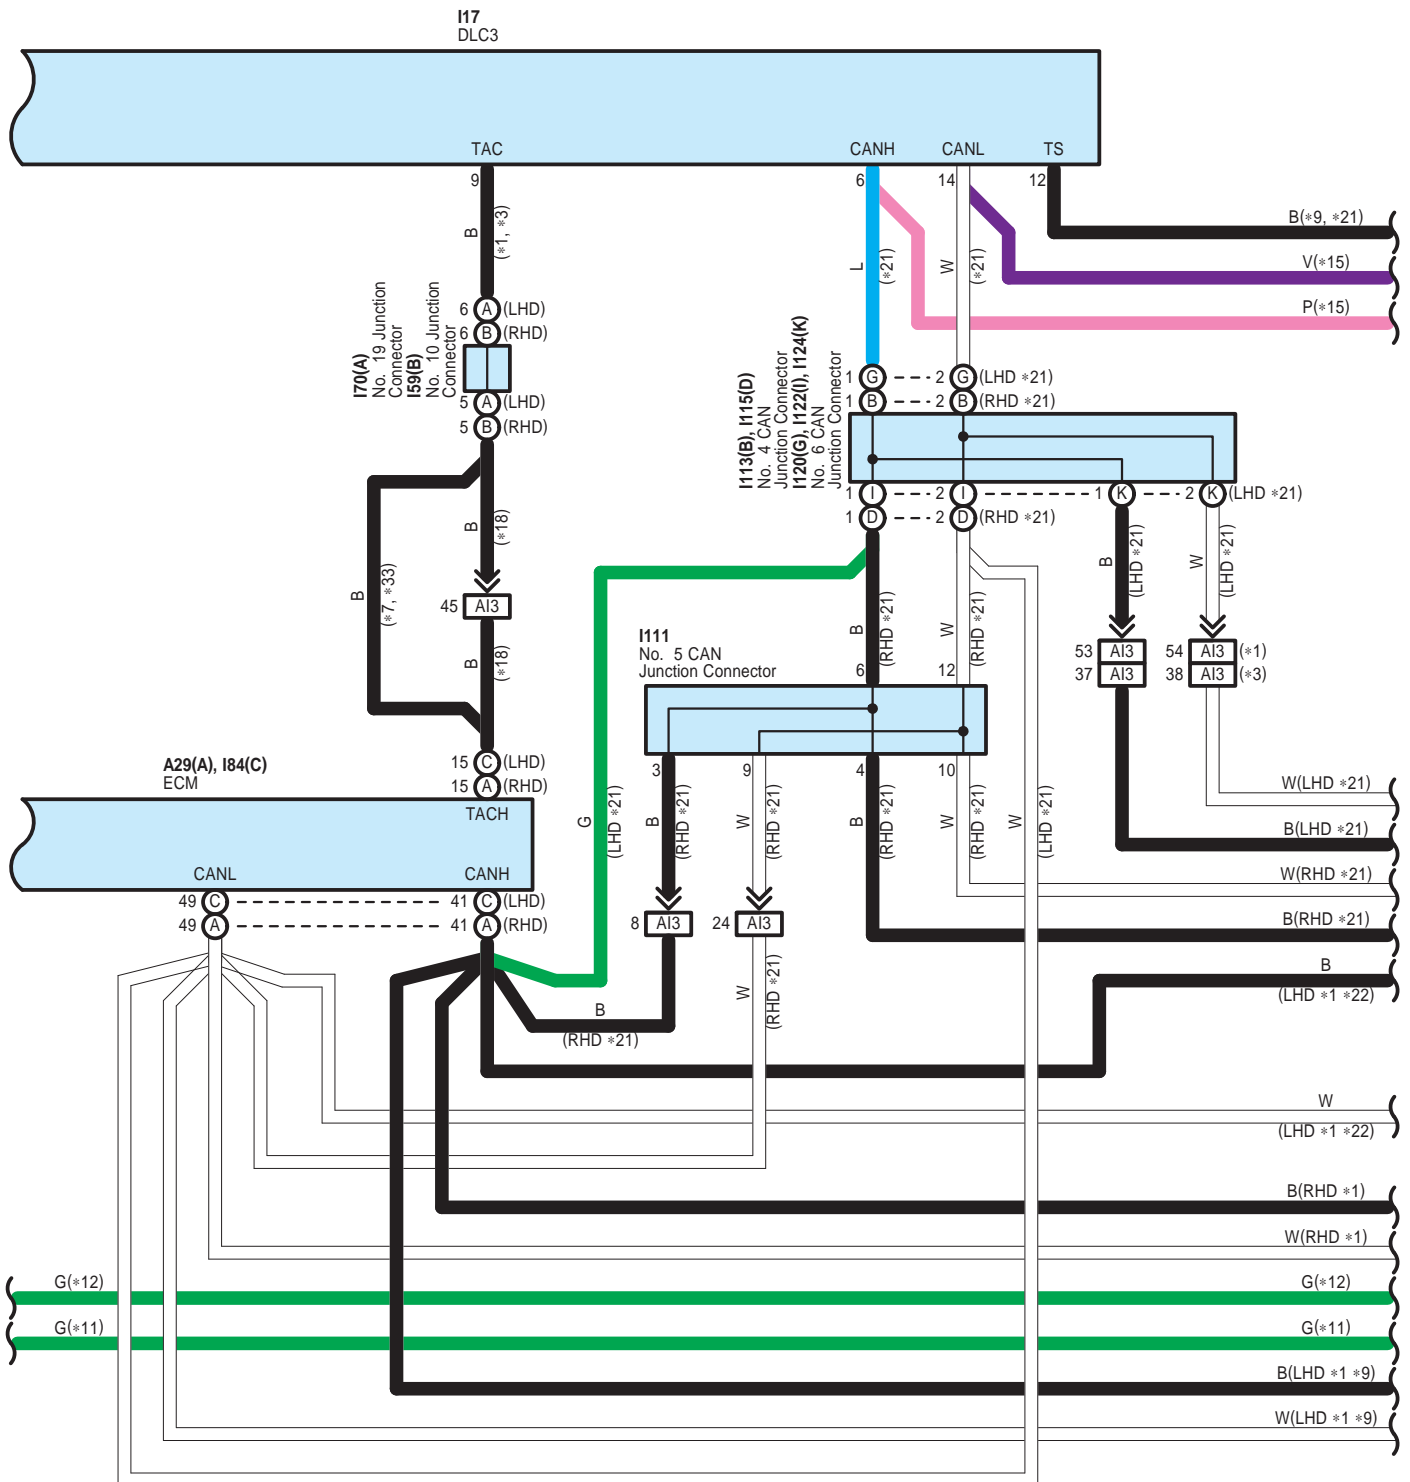 I17
DLC3
TAC
CANH
CANL
TS
9
6
14
12
B
(*1, *3)
L
(*21)
W
(*21)
B(*9, *21)
V(*15)
P(*15)
6 A (LHD)
6 B (RHD)
I70(A)
No. 19 Junction
Connector
I59(B)
No. 10 Junction
Connector
5 A (LHD)
5 B (RHD)
1 G 2 G (LHD *21)
1 B 2 B (RHD *21)
I113(B), I115(D)
No. 4 CAN
Junction Connector
I120(G), I122(I), I124(K)
No. 6 CAN
Junction Connector
1 I 2 I 1 K 2 K (LHD *21)
1 D 2 D (RHD *21)
B
(*18)
B
(*7, *33)
45 AI3
B
(*18)
B
(LHD *21)
W
(LHD *21)
B
(RHD *21)
W
(RHD *21)
53 AI3 54 AI3 (*1)
37 AI3 38 AI3 (*3)
I111
No. 5 CAN
Junction Connector
6
12
3
9
4
10
15 C (LHD)
15 A (RHD)
A29(A), I84(C)
ECM
TACH
CANL
CANH
G
(LHD *21)
B
(RHD *21)
W
(RHD *21)
B
(RHD *21)
W
(RHD *21)
W
(LHD *21)
W(LHD *21)
B(LHD *21)
W(RHD *21)
B(RHD *21)
49 C 41 C (LHD)
49 A 41 A (RHD)
8 AI3 24 AI3
B
(LHD *1 *22)
W
(RHD *21)
B
(RHD *21)
W
(LHD *1 *22)
B(RHD *1)
W(RHD *1)
G(*12)
G(*12)
G(*11)
G(*11)
B(LHD *1 *9)
W(LHD *1 *9)